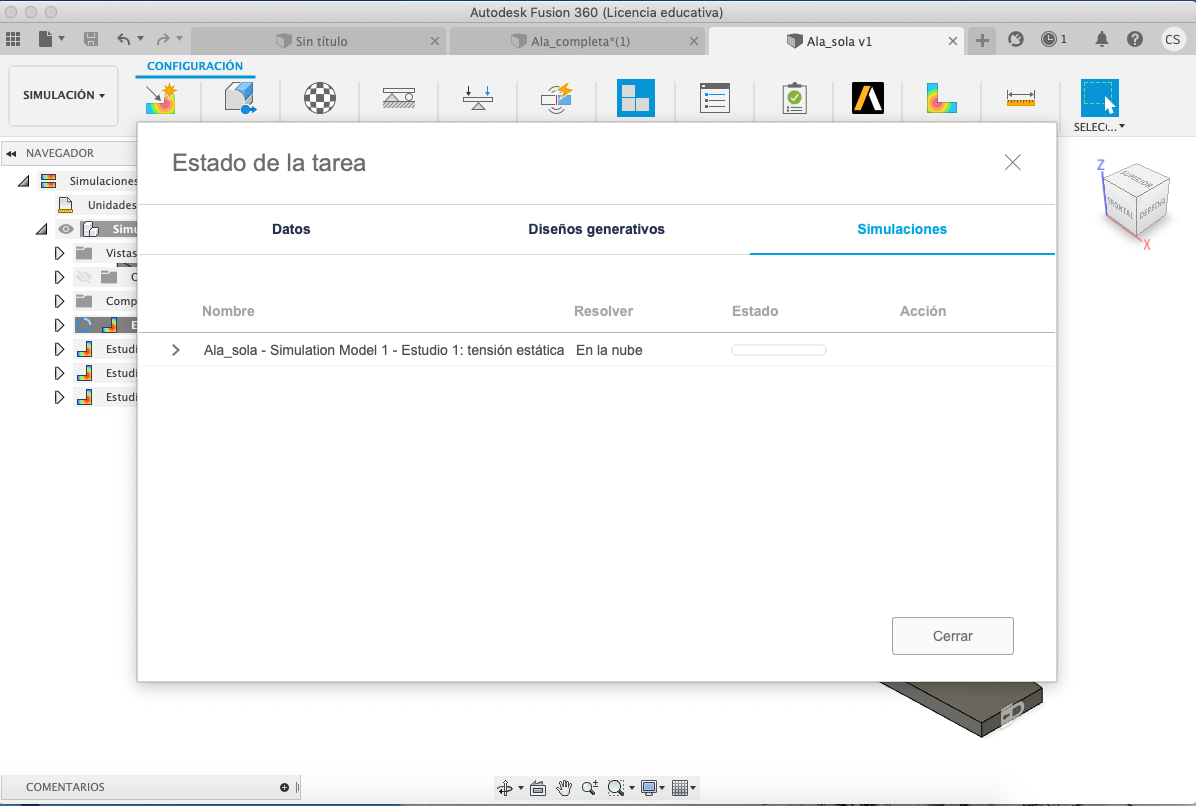 Autodesk Fusion 360 (Licencia educativa)
Sin título
Ala_completa*(1)
Ala_sola v1
1
CS
CONFIGURACIÓN
SIMULACIÓN
SELEC...
NAVEGADOR
Simulaciones
Unidades
Simu
Vistas
C
Comp
E
Estudi
Estudi
Estudi
Estado de la tarea
Datos
Diseños generativos
Simulaciones
Nombre
Resolver
Estado
Acción
Ala_sola - Simulation Model 1 - Estudio 1: tensión estática
En la nube
Cerrar
Z
SUPERIOR
FRONTAL
DERECHA
X
COMENTARIOS